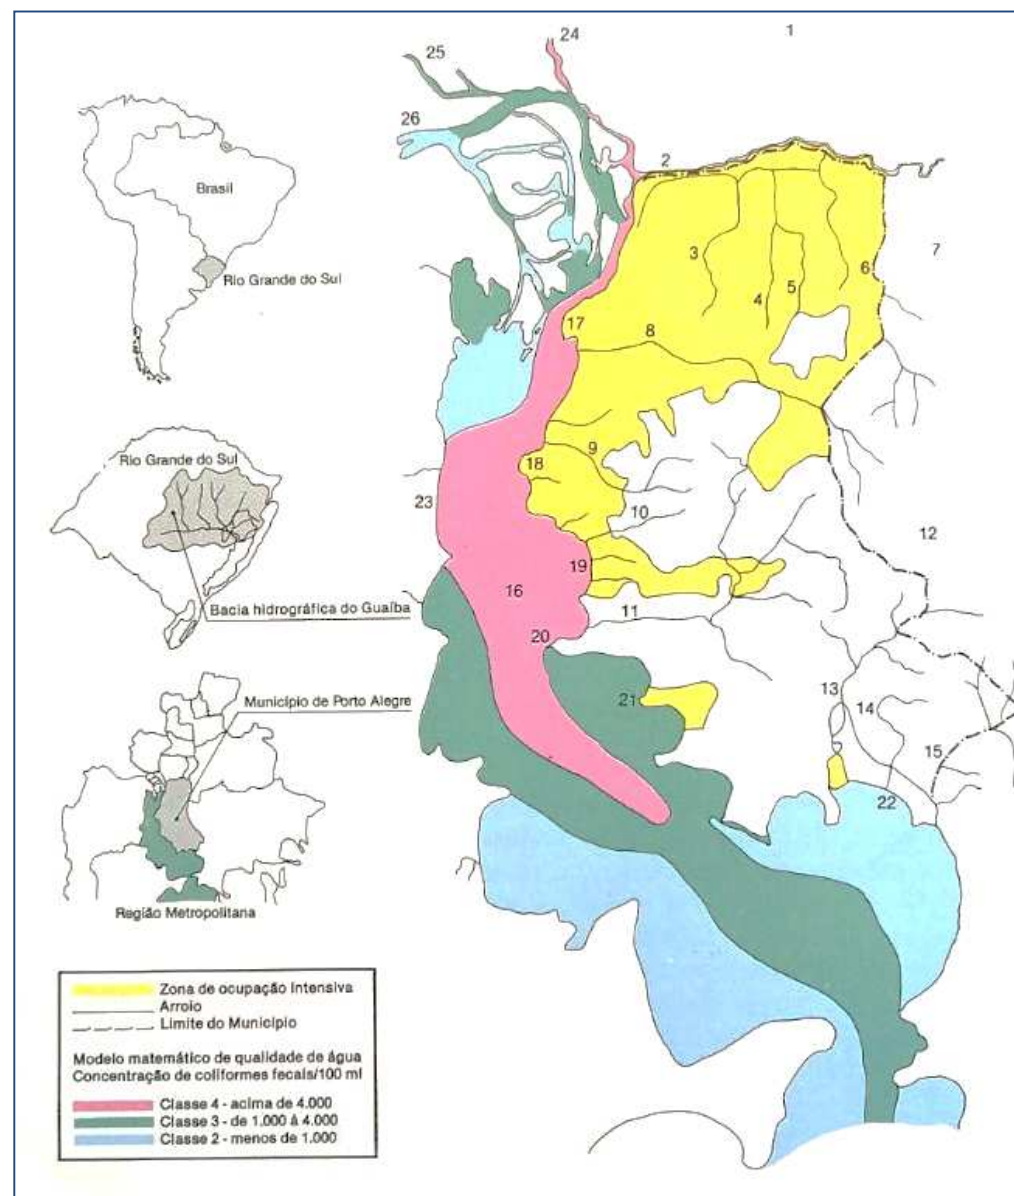 Brasil
Rio Grande do Sul
Rio Grande do Sul
Bacia hidrográfica do Guaíba
Município de Porto Alegre
Região Metropolitana
Zona de ocupação Intensiva
Arroio
Limite do Município
Modelo matemático de qualidade de água
Concentração de coliformes fecais/100 ml
Classe 4 - acima de 4.000
Classe 3 - de 1.000 à 4.000
Classe 2 - menos de 1.000
1
24
25
26
2
3
7
6
5
4
17
8
9
18
10
23
12
19
16
11
20
13
21
14
15
22